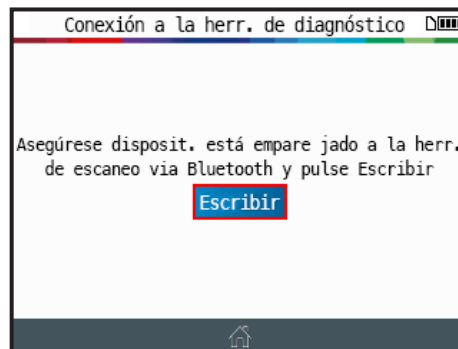 Conexión a la herr. de diagnóstico
Asegúrese disposit. está empare jado a la herr.
de escaneo via Bluetooth y pulse Escribir
Escribir